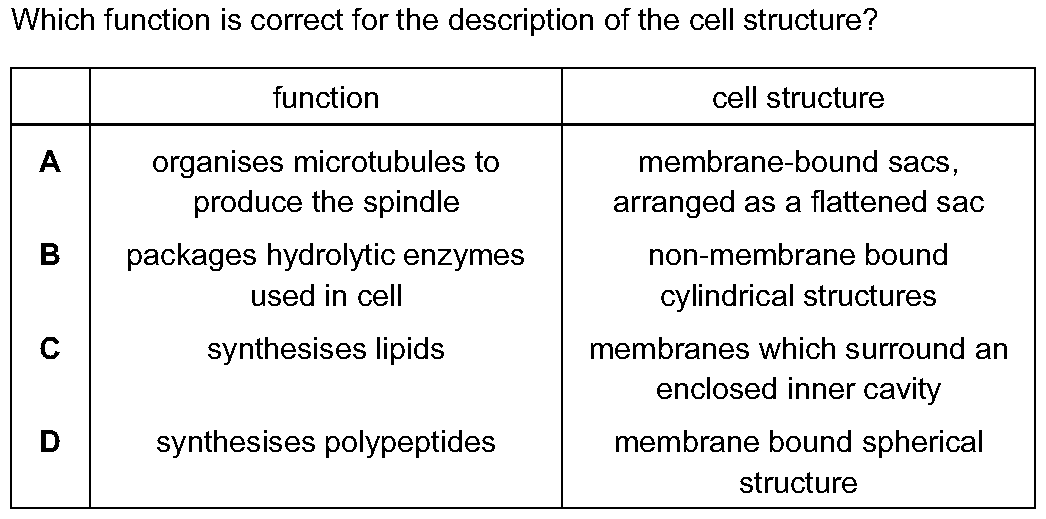 Which function is correct for the description of the cell structure?
function cell structure
A organises microtubules to membrane-bound sacs,
produce the spindle arranged as a flattened sac
B packages hydrolytic enzymes non-membrane bound
used in cell cylindrical structures
C synthesises lipids membranes which surround an
enclosed inner cavity
D synthesises polypeptides membrane bound spherical
structure